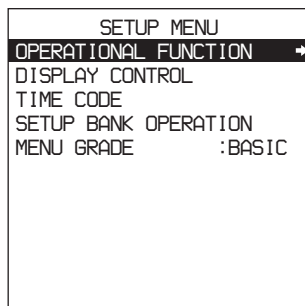 SETUP MENU
OPERATIONAL FUNCTION
DISPLAY CONTROL
TIME CODE
SETUP BANK OPERATION
MENU GRADE :BASIC